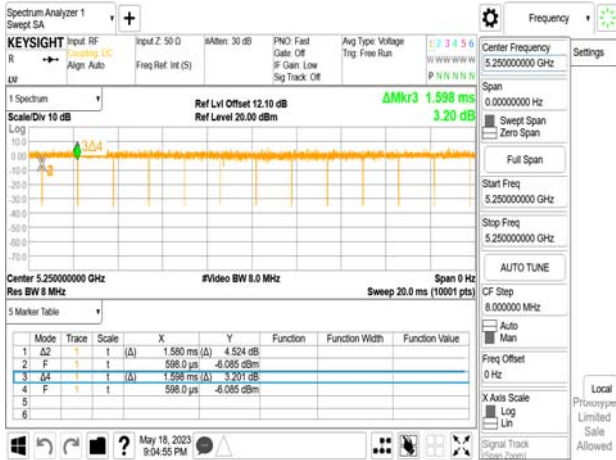 Spectrum Analyzer 1
Swept SA
Frequency
KEYSIGHT
R
LXI
Input: RF
Coupling: DC
Align: Auto
Input Z: 50 Ω
Freq Ref: Int (S)
#Atten: 30 dB
PNO: Fast
Gate: Off
IF Gain: Low
Sig Track: Off
Avg Type: Voltage
Trig: Free Run
1 2 3 4 5 6
W W W W W W
P N N N N N
1 Spectrum
Scale/Div 10 dB
Log
Ref Lvl Offset 12.10 dB
Ref Level 20.00 dBm
ΔMkr3 1.598 ms
3.20 dB
10.0
0.00
-10.0
-20.0
-30.0
-40.0
-50.0
-60.0
-70.0
3Δ4
Center 5.250000000 GHz
Res BW 8 MHz
#Video BW 8.0 MHz
Span 0 Hz
Sweep 20.0 ms (10001 pts)
5 Marker Table
Mode Trace Scale X Y Function Function Width Function Value
1 Δ2 1 t (Δ) 1.580 ms (Δ) 4.524 dB
2 F 1 t 598.0 µs -6.085 dBm
3 Δ4 1 t (Δ) 1.598 ms (Δ) 3.201 dB
4 F 1 t 598.0 µs -6.085 dBm
5
6
May 18, 2023
9:04:55 PM
Center Frequency
5.250000000 GHz
Settings
Span
0.00000000 Hz
Swept Span
Zero Span
Full Span
Start Freq
5.250000000 GHz
Stop Freq
5.250000000 GHz
AUTO TUNE
CF Step
8.000000 MHz
Auto
Man
Freq Offset
0 Hz
X Axis Scale
Log
Lin
Signal Track
(Span Zoom)
Local
Prototype
Limited
Sale
Allowed